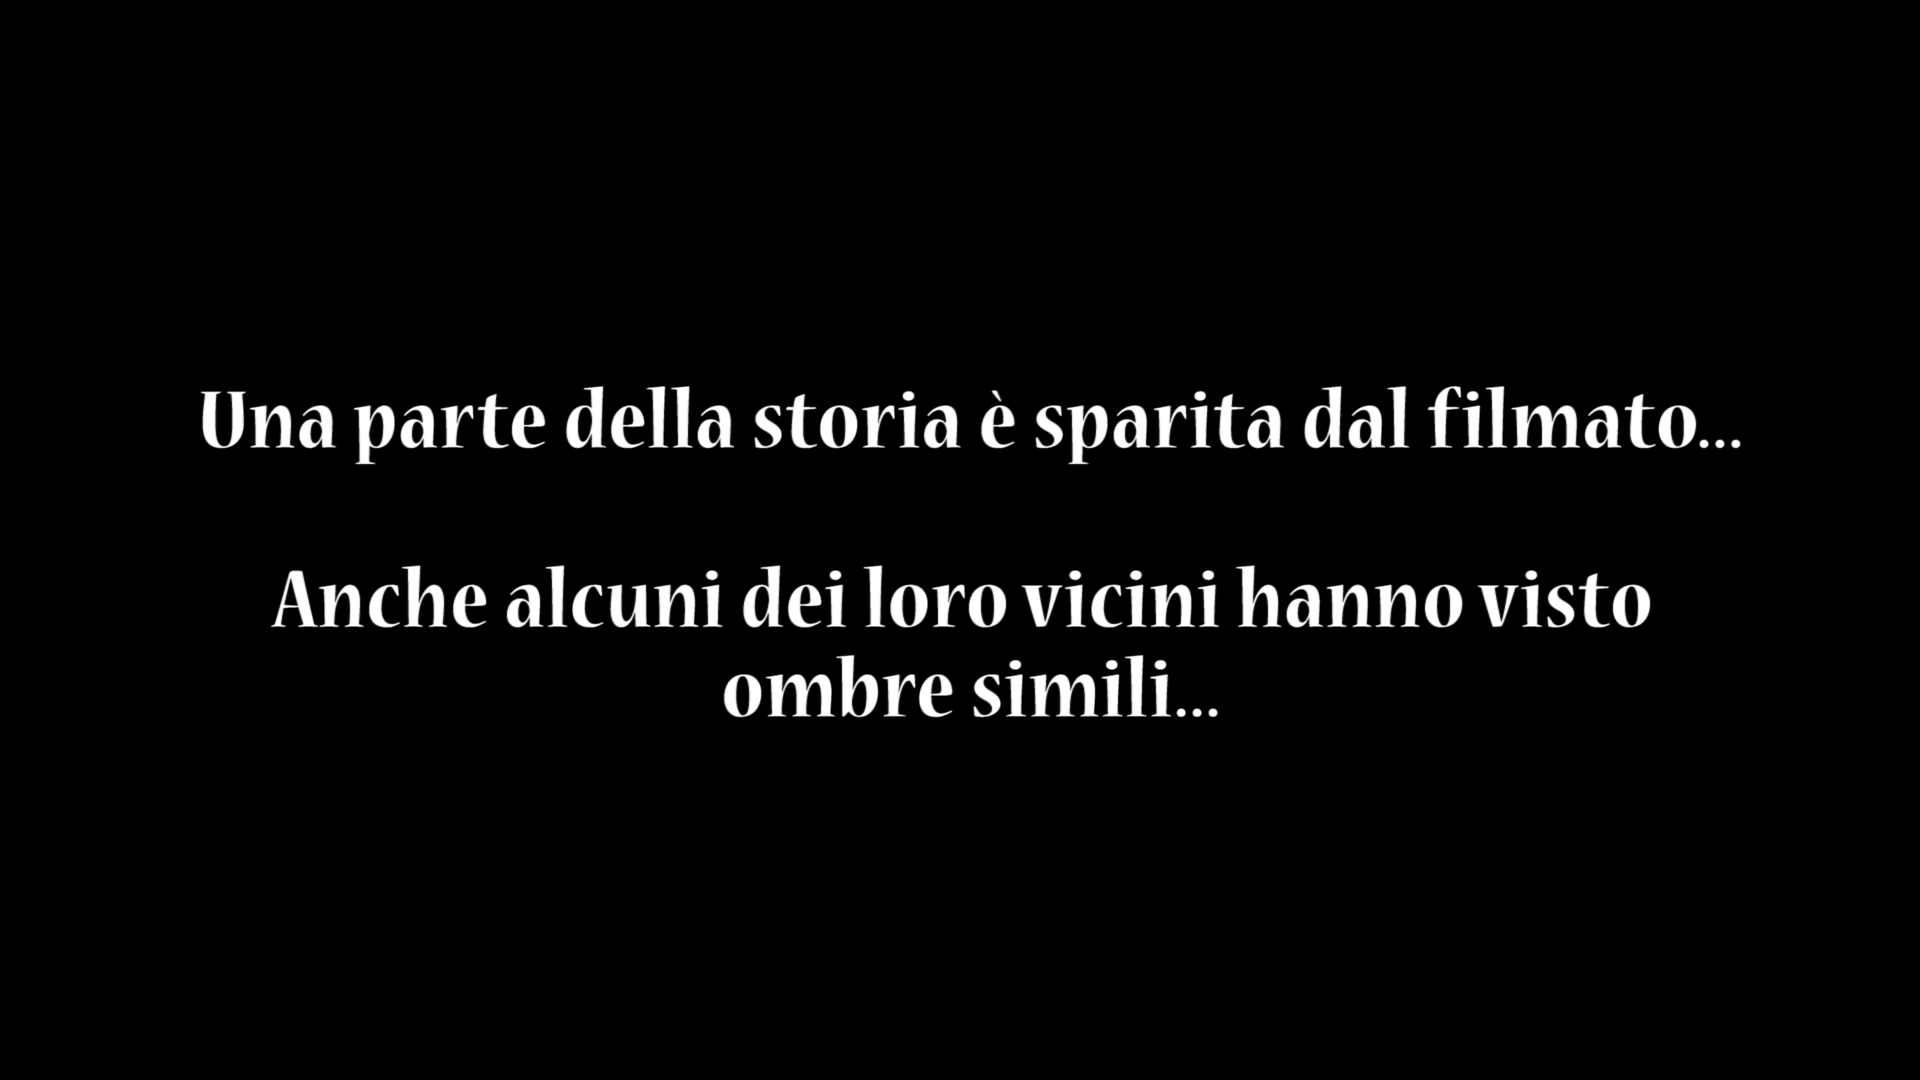 Una parte della storia è sparita dal filmato...
Anche alcuni dei loro vicini hanno visto
ombre simili...